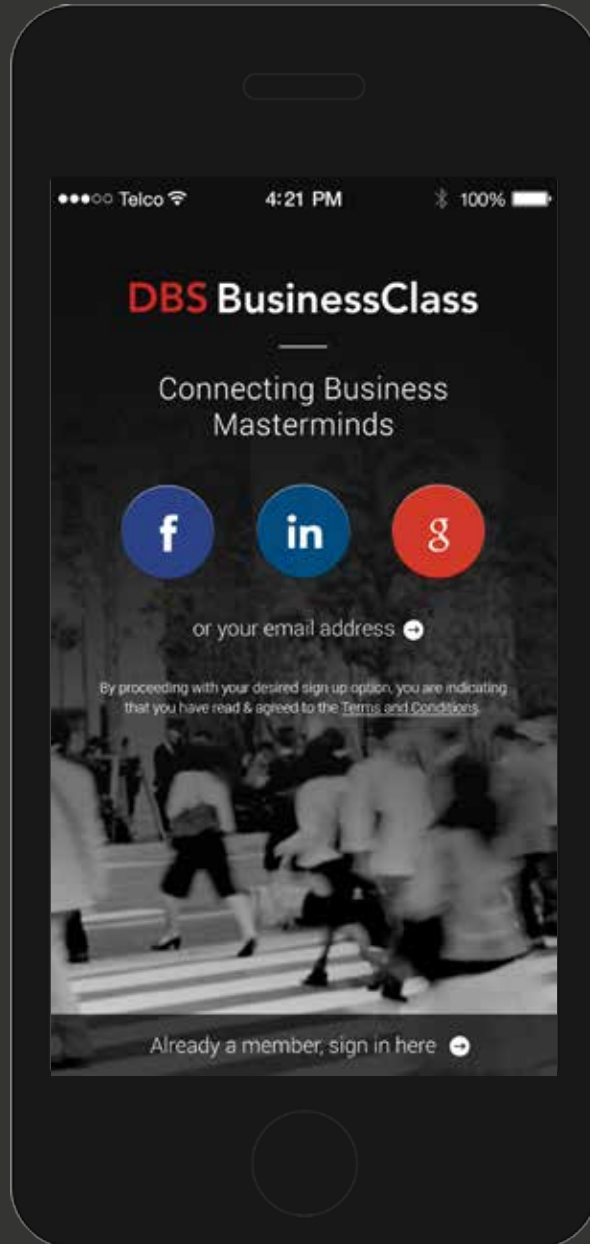 Telco 4:21 PM 100%
DBS BusinessClass
Connecting Business
Masterminds
f in g
or your email address
By proceeding with your desired sign up option, you are indicating
that you have read & agreed to the Terms and Conditions.
Already a member, sign in here